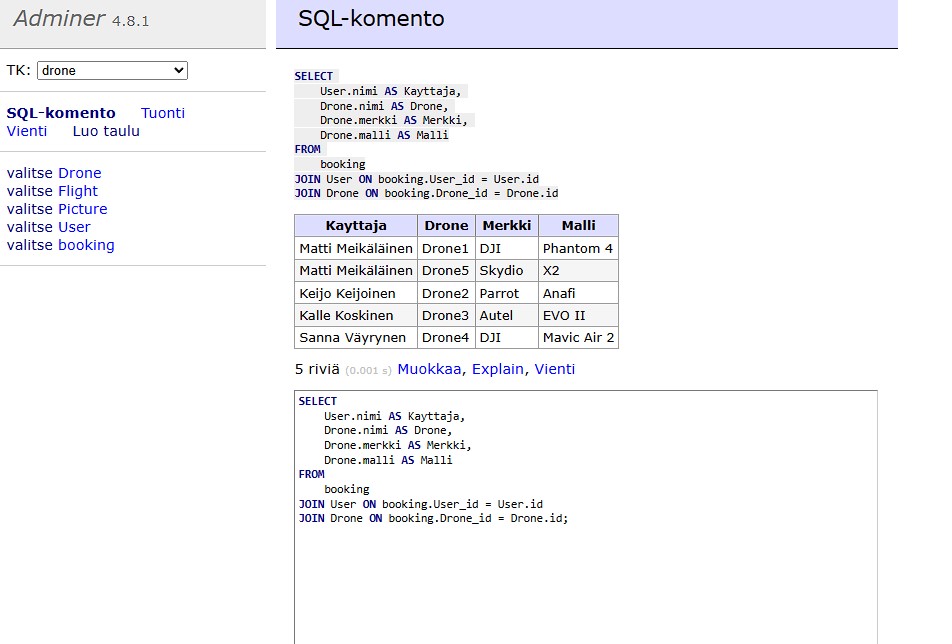 Adminer 4.8.1
TK: drone
SQL-komento Tuonti
Vienti Luo taulu
valitse Drone
valitse Flight
valitse Picture
valitse User
valitse booking
SQL-komento
SELECT
User.nimi AS Kayttaja,
Drone.nimi AS Drone,
Drone.merkki AS Merkki,
Drone.malli AS Malli
FROM
booking
JOIN User ON booking.User_id = User.id
JOIN Drone ON booking.Drone_id = Drone.id
Kayttaja Drone Merkki Malli
Matti Meikäläinen Drone1 DJI Phantom 4
Matti Meikäläinen Drone5 Skydio X2
Keijo Keijoinen Drone2 Parrot Anafi
Kalle Koskinen Drone3 Autel EVO II
Sanna Väyrynen Drone4 DJI Mavic Air 2
5 riviä (0.001 s) Muokkaa, Explain, Vienti
SELECT
User.nimi AS Kayttaja,
Drone.nimi AS Drone,
Drone.merkki AS Merkki,
Drone.malli AS Malli
FROM
booking
JOIN User ON booking.User_id = User.id
JOIN Drone ON booking.Drone_id = Drone.id;